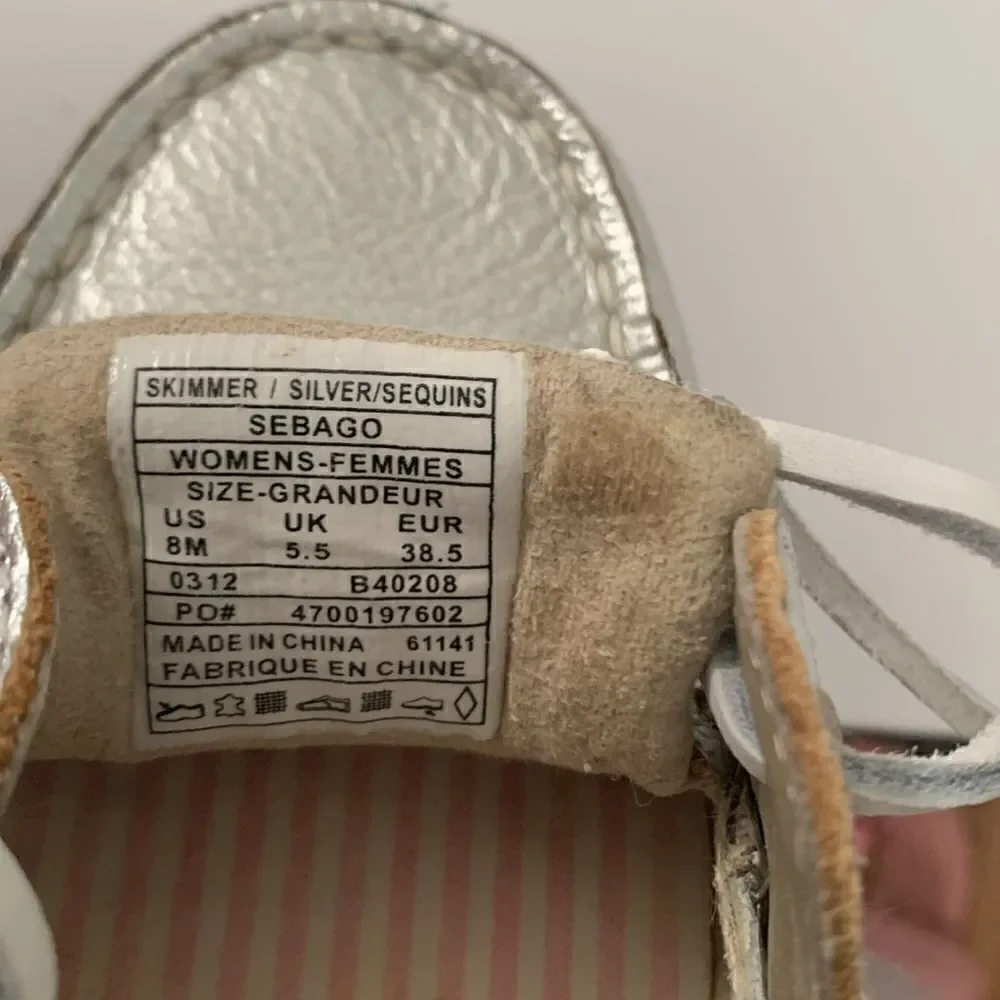 SKIMMER / SILVER/SEQUINS
SEBAGO
WOMENS-FEMMES
SIZE-GRANDEUR
US UK EUR
8M 5.5 38.5
0312 B40208
PO# 4700197602
MADE IN CHINA 61141
FABRIQUE EN CHINE